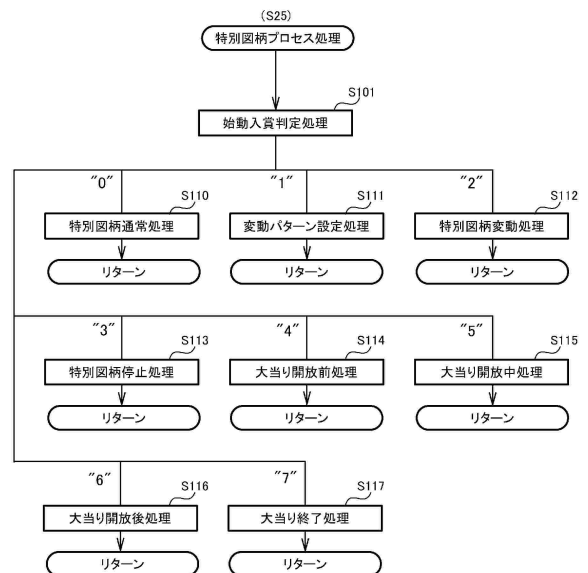 (S25)
特別図柄プロセス処理
S101
始動入賞判定処理
"0"
"1"
"2"
S110
S111
S112
特別図柄通常処理
変動パターン設定処理
特別図柄変動処理
リターン
リターン
リターン
"3"
"4"
"5"
S113
S114
S115
特別図柄停止処理
大当り開放前処理
大当り開放中処理
リターン
リターン
リターン
"6"
"7"
S116
S117
大当り開放後処理
大当り終了処理
リターン
リターン